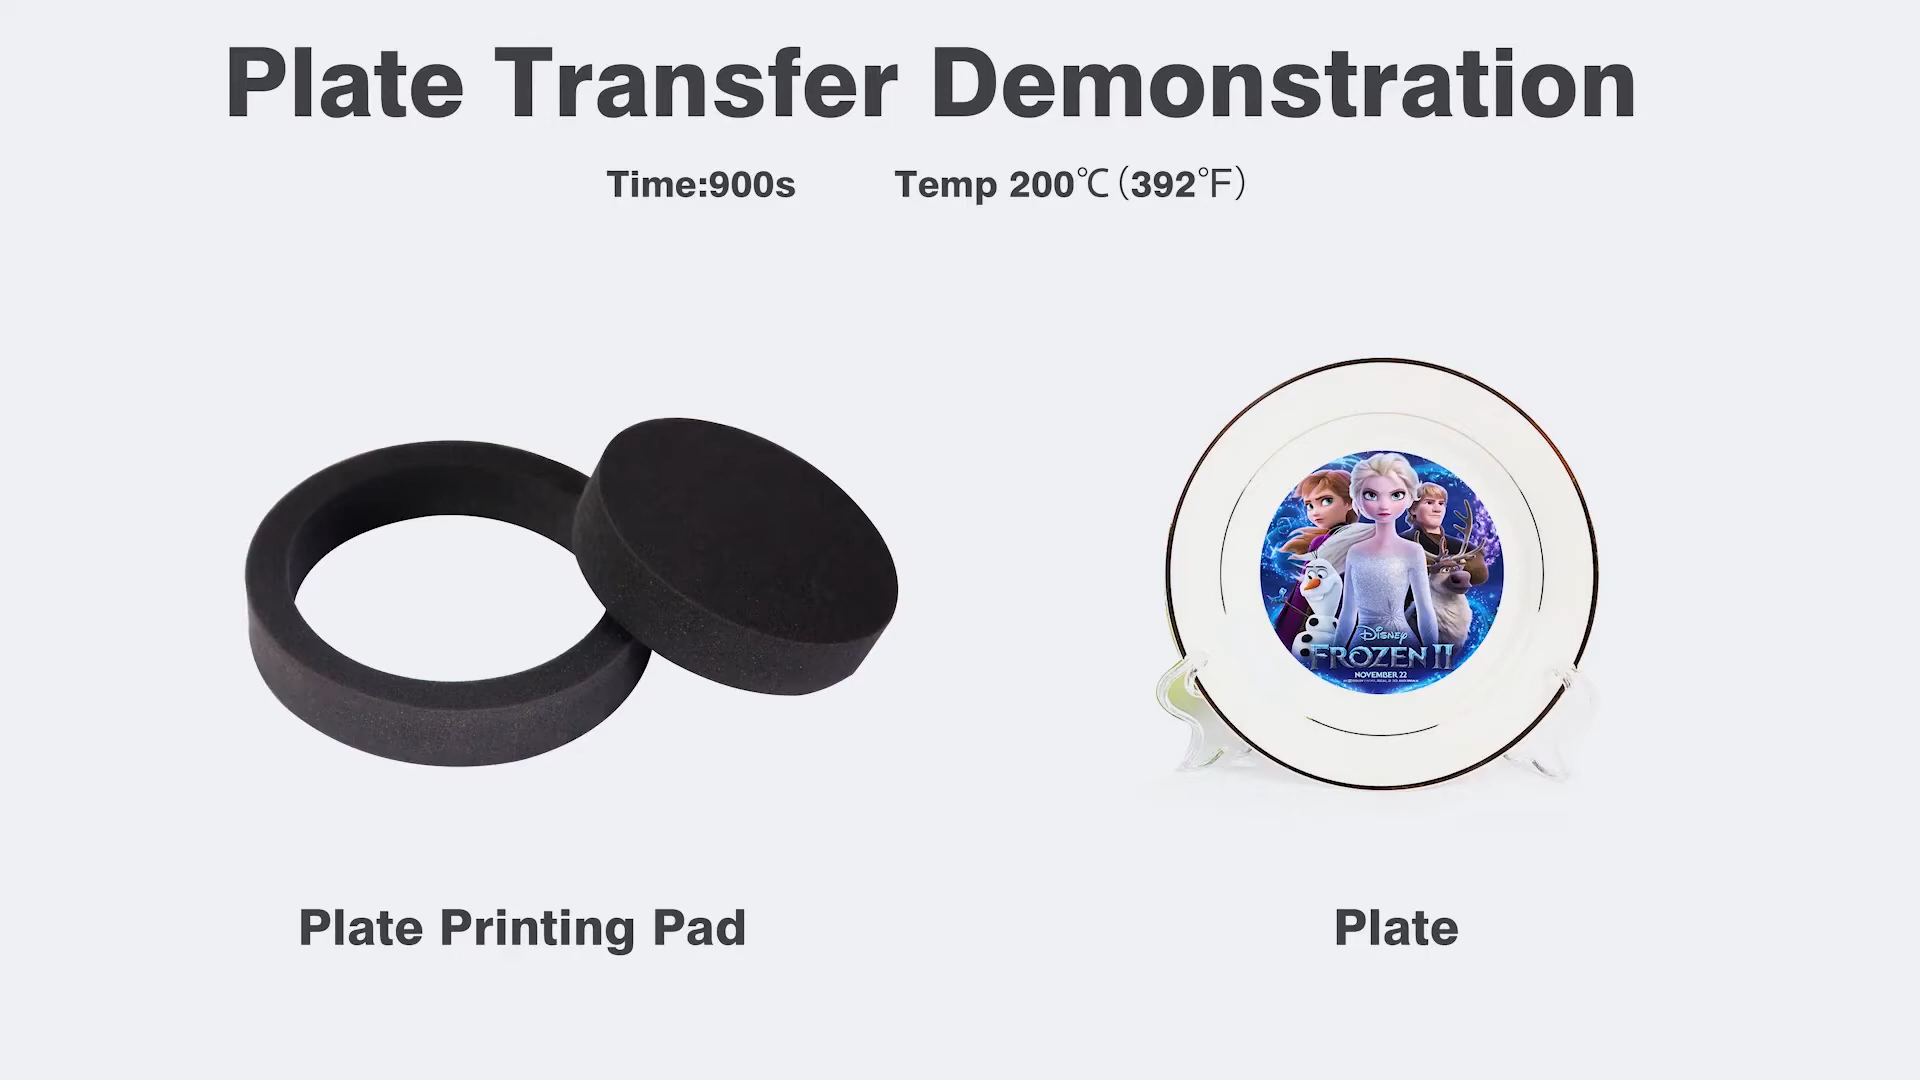 Plate Transfer Demonstration
Time:900s Temp 200℃(392℉)
DISNEY
FROZEN II
NOVEMBER 22
Plate Printing Pad
Plate